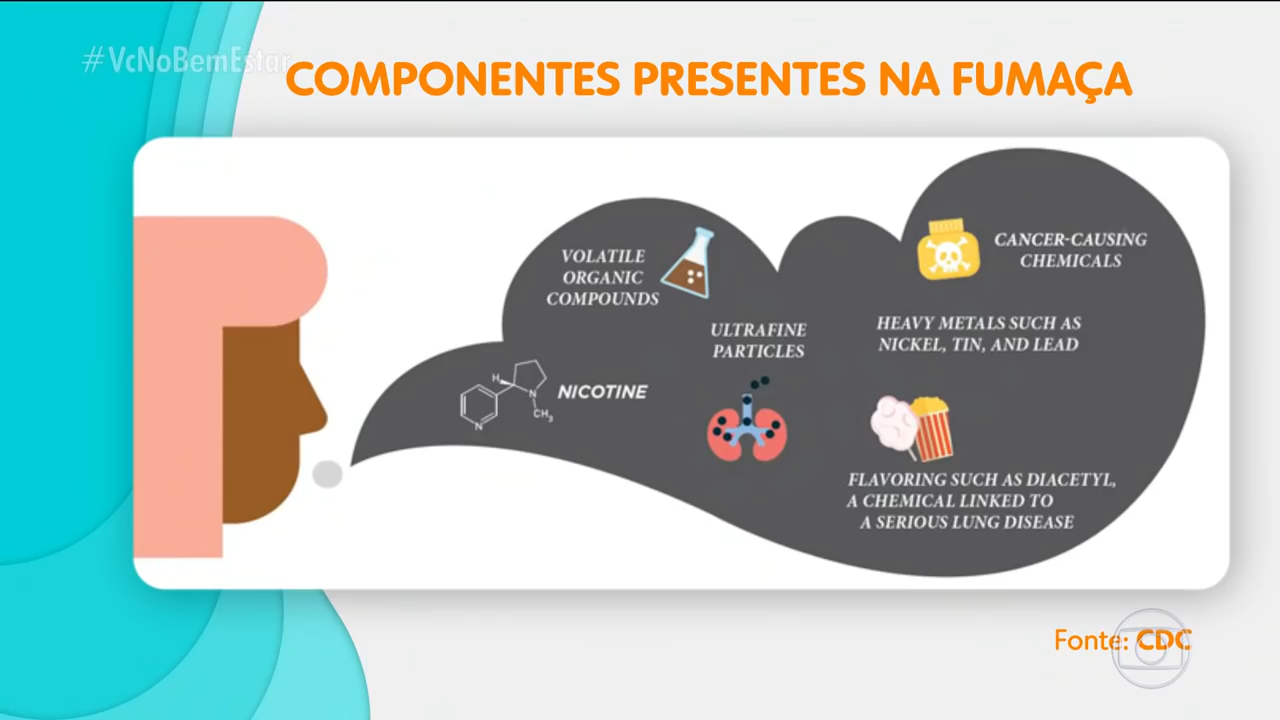 #VcNoBemEstar
COMPONENTES PRESENTES NA FUMAÇA
VOLATILE
ORGANIC
COMPOUNDS
CANCER-CAUSING
CHEMICALS
ULTRAFINE
PARTICLES
HEAVY METALS SUCH AS
NICKEL, TIN, AND LEAD
H
N
N
CH3
NICOTINE
FLAVORING SUCH AS DIACETYL,
A CHEMICAL LINKED TO
A SERIOUS LUNG DISEASE
Fonte: CDC